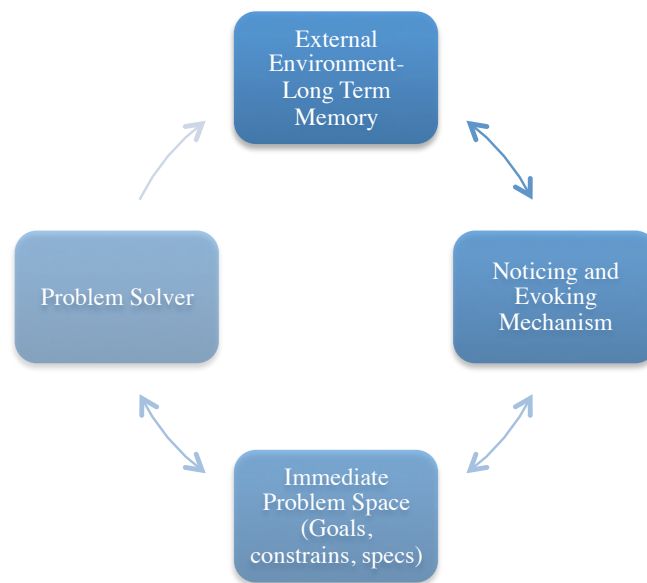 External
Environment-
Long Term
Memory
Problem Solver
Noticing and
Evoking
Mechanism
Immediate
Problem Space
(Goals,
constrains, specs)